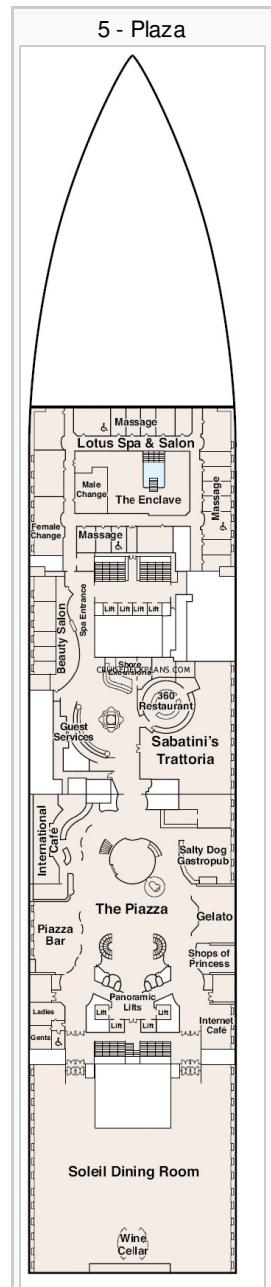 5 - Plaza
Massage
Lotus Spa & Salon
Male
Change
The Enclave
Massage
Female
Change
Massage
Spa Entrance
Lift Lift Lift Lift
Beauty Salon
Shore
Excursions
CRUISEDECKPLANS.COM
360
Restaurant
Guest
Services
Sabatini's
Trattoria
International
Café
Salty Dog
Gastropub
The Piazza
Gelato
Piazza
Bar
Shops of
Princess
Panoramic
Lifts
Ladies
Lift
Lift
Lift
Lift
Internet
Café
Gents
Soleil Dining Room
Wine
Cellar